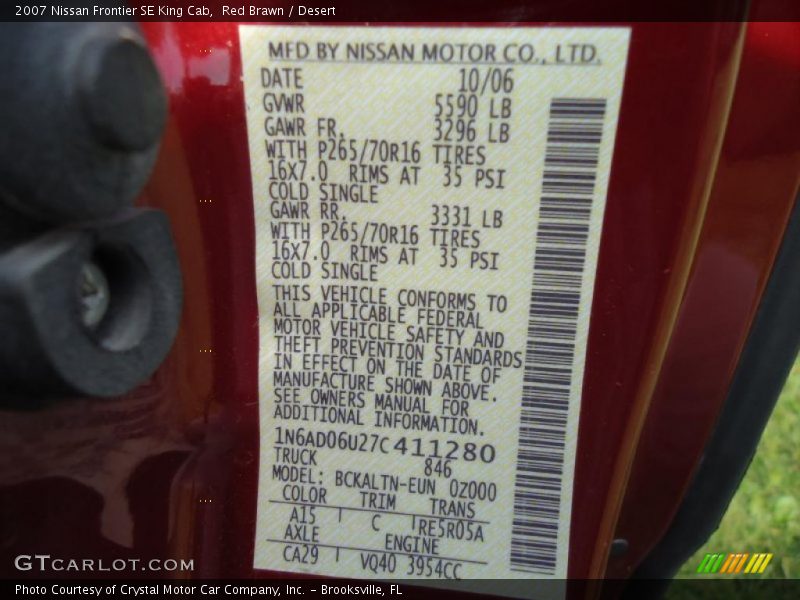 2007 Nissan Frontier SE King Cab, Red Brawn / Desert
MFD BY NISSAN MOTOR CO., LTD.
DATE 10/06
GVWR 5590 LB
GAWR FR. 3296 LB
WITH P265/70R16 TIRES
16X7.0 RIMS AT 35 PSI
COLD SINGLE
GAWR RR. 3331 LB
WITH P265/70R16 TIRES
16X7.0 RIMS AT 35 PSI
COLD SINGLE
THIS VEHICLE CONFORMS TO
ALL APPLICABLE FEDERAL
MOTOR VEHICLE SAFETY AND
THEFT PREVENTION STANDARDS
IN EFFECT ON THE DATE OF
MANUFACTURE SHOWN ABOVE.
SEE OWNERS MANUAL FOR
ADDITIONAL INFORMATION.
1N6AD06U27C411280
TRUCK 846
MODEL: BCKALTN-EUN 0Z000
COLOR TRIM TRANS
A15 C RE5R05A
AXLE ENGINE
CA29 VQ40 3954CC
GTCARLOT.COM
Photo Courtesy of Crystal Motor Car Company, Inc. – Brooksville, FL